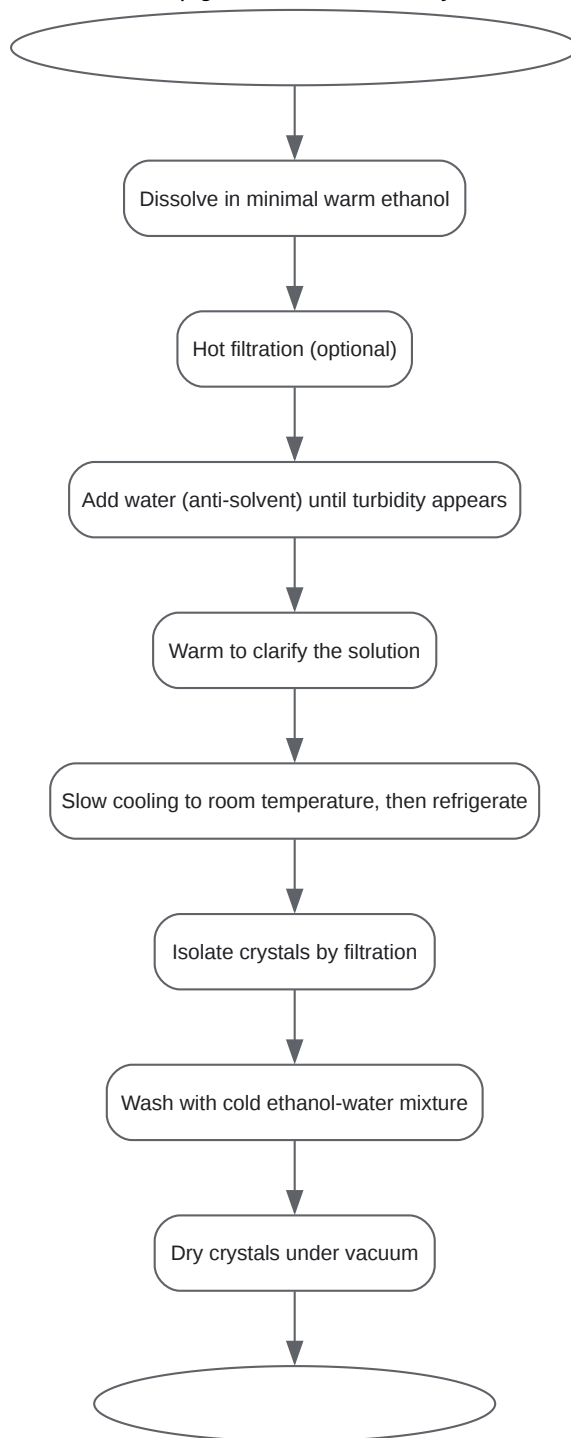 Dissolve in minimal warm ethanol
Hot filtration (optional)
Add water (anti-solvent) until turbidity appears
Warm to clarify the solution
Slow cooling to room temperature, then refrigerate
Isolate crystals by filtration
Wash with cold ethanol-water mixture
Dry crystals under vacuum